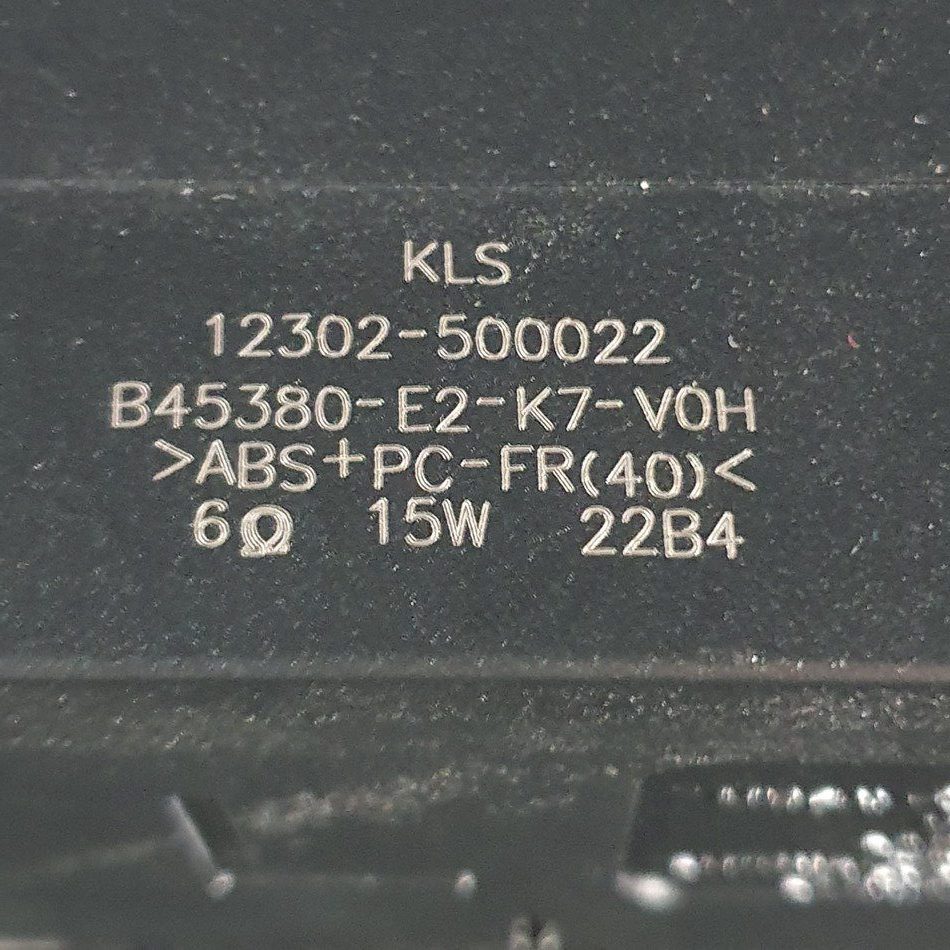 KLS
12302-500022
B45380-E2-K7-V0H
>ABS+PC-FR(40)<
6Ω 15W 22B4